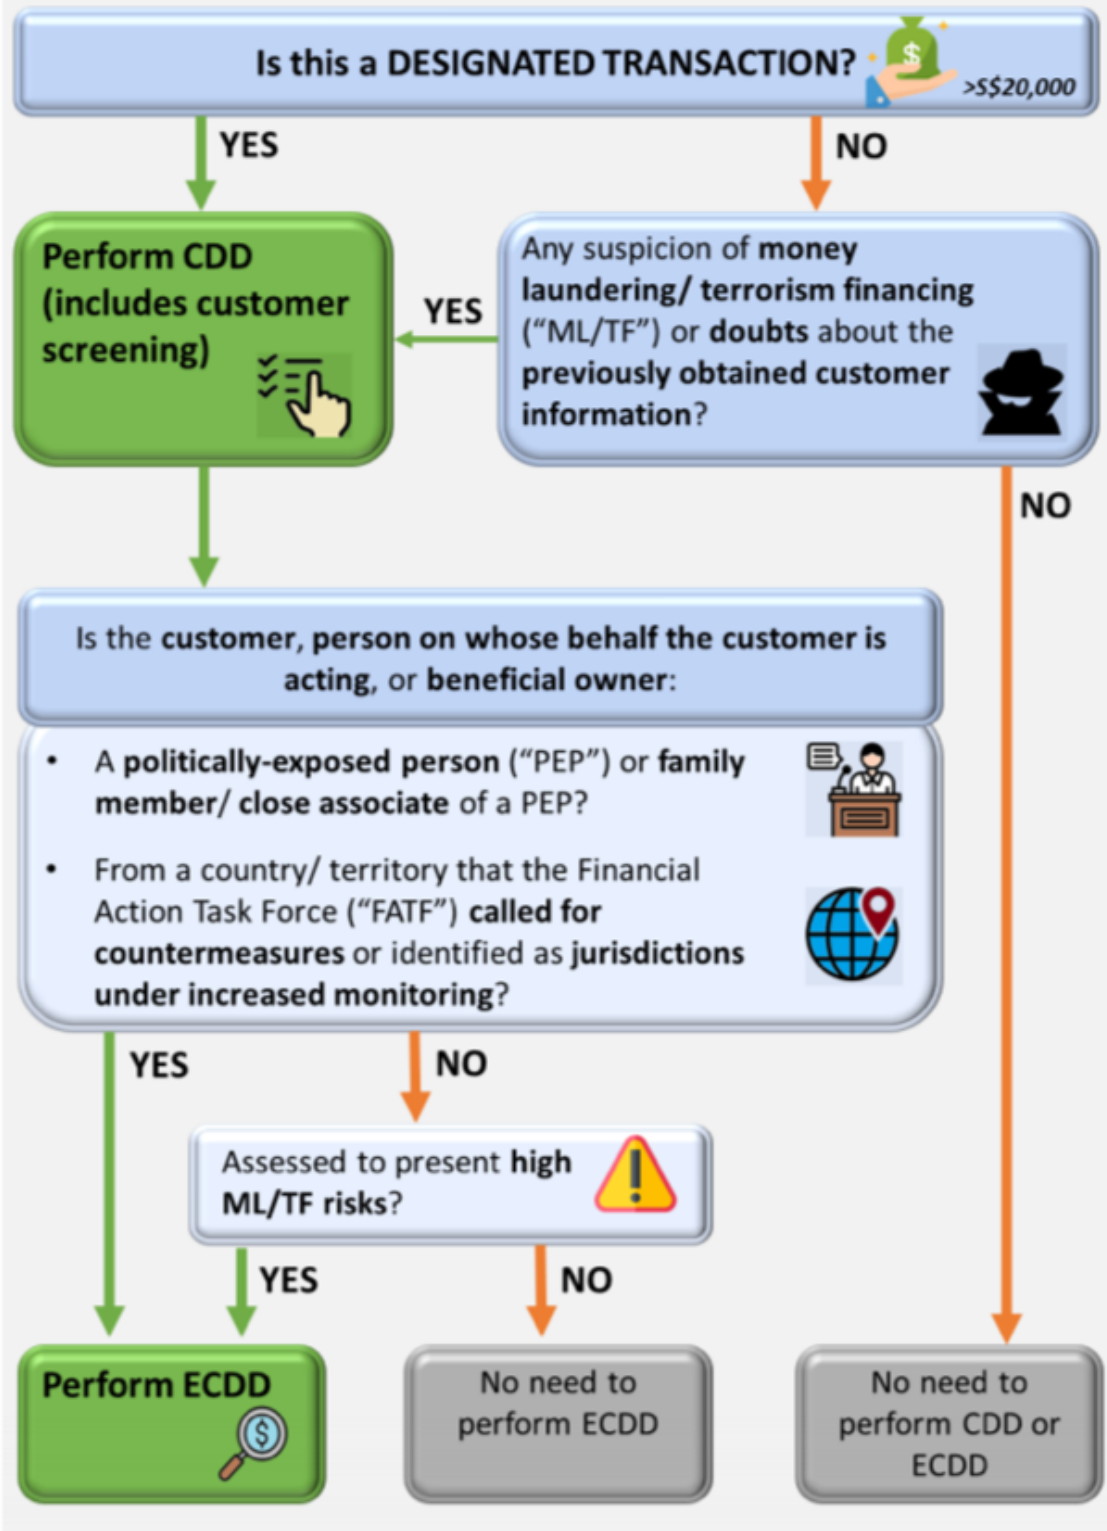 Is this a DESIGNATED TRANSACTION?
>S$20,000
YES
NO
Perform CDD
(includes customer
screening)
YES
Any suspicion of money
laundering/ terrorism financing
(“ML/TF”) or doubts about the
previously obtained customer
information?
NO
Is the customer, person on whose behalf the customer is
acting, or beneficial owner:
• A politically-exposed person (“PEP”) or family
member/ close associate of a PEP?
• From a country/ territory that the Financial
Action Task Force (“FATF”) called for
countermeasures or identified as jurisdictions
under increased monitoring?
YES
NO
Assessed to present high
ML/TF risks?
YES
NO
Perform ECDD
No need to
perform ECDD
No need to
perform CDD or
ECDD